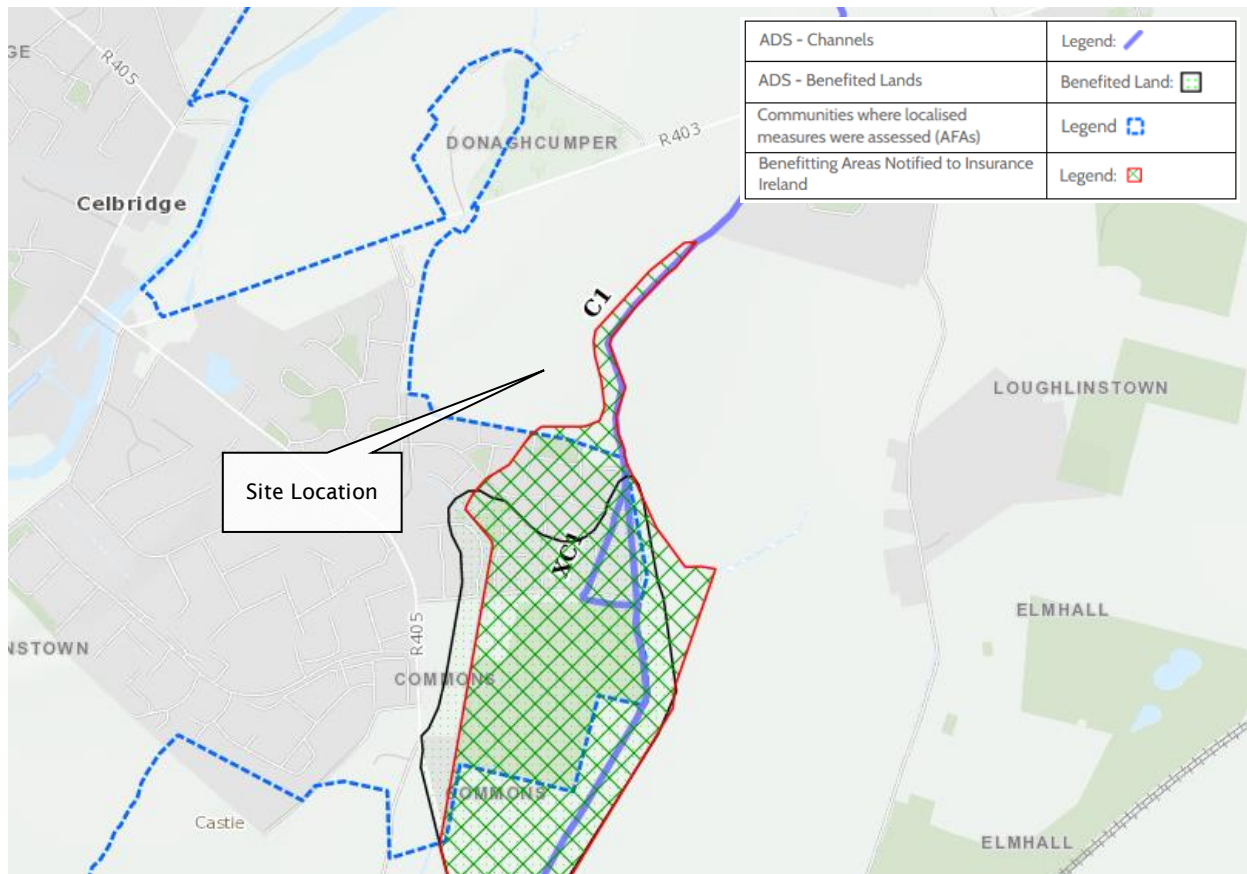 GE
R405
ADS - Channels
Legend:
ADS - Benefited Lands
Benefited Land:
Communities where localised
measures were assessed (AFAs)
Legend
Benefitting Areas Notified to Insurance
Ireland
Legend:
DONAGHCUMPER
R403
Celbridge
C1
LOUGHLINSTOWN
Site Location
XC1
ELMHALL
R405
NSTOWN
COMMONS
COMMONS
Castle
ELMHALL